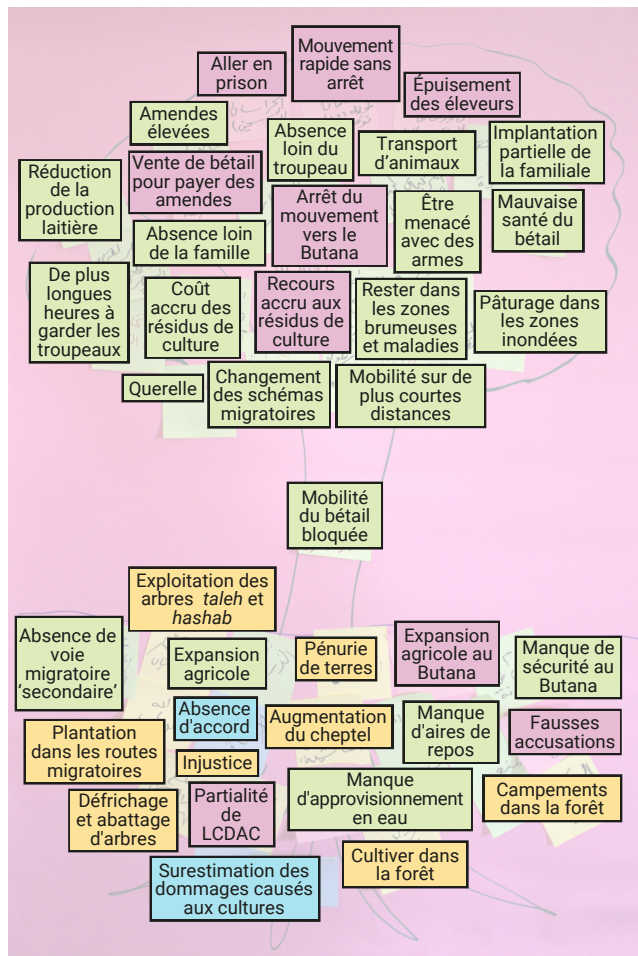 Aller en
prison
Mouvement
rapide sans
arrêt
Épuisement
des éleveurs
Amendes
élevées
Absence
loin du
troupeau
Transport
d'animaux
Implantation
partielle de
la familiale
Réduction
de la
production
laitière
Vente de bétail
pour payer des
amendes
Arrêt du
mouvement
vers le
Butana
Être
menacé
avec des
armes
Mauvaise
santé du
bétail
Absence loin
de la famille
De plus
longues
heures à
garder les
troupeaux
Coût
accru des
résidus de
culture
Recours
accru aux
résidus de
culture
Rester dans
les zones
brumeuses
et maladies
Pâturage dans
les zones
inondées
Querelle
Changement
des schémas
migratoires
Mobilité sur de
plus courtes
distances
Mobilité
du bétail
bloquée
Exploitation des
arbres taleh et
hashab
Absence de
voie
migratoire
‘secondaire’
Expansion
agricole
Pénurie
de terres
Expansion
agricole au
Butana
Manque de
sécurité au
Butana
Absence
d'accord
Augmentation
du cheptel
Manque
d'aires de
repos
Fausses
accusations
Plantation
dans les routes
migratoires
Injustice
Manque
d'approvisionnement
en eau
Campements
dans la forêt
Défrichage
et abattage
d'arbres
Partialité
de
LCDAC
Cultiver dans
la forêt
Surestimation des
dommages causés
aux cultures